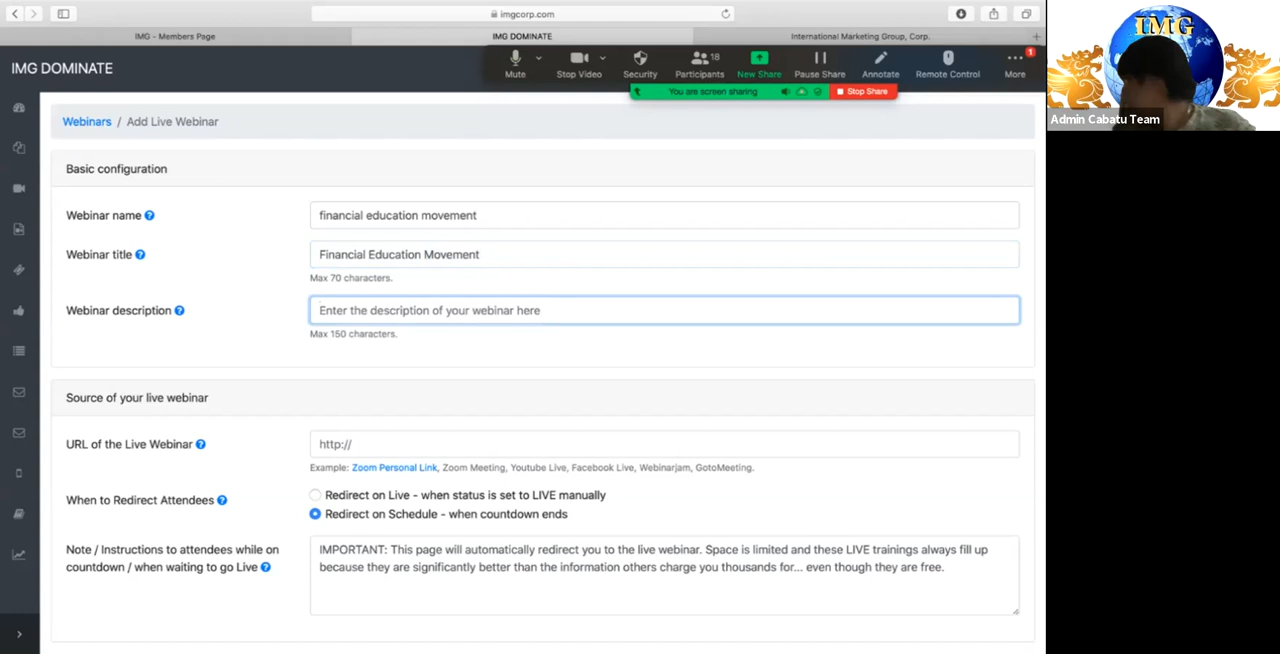 imgcorp.com
IMG - Members Page
IMG DOMINATE
International Marketing Group, Corp.
IMG DOMINATE
Mute
Stop Video
Security
18
Participants
New Share
Pause Share
Annotate
Remote Control
1
More
You are screen sharing
Stop Share
IMG
Admin Cabatu Team
Webinars / Add Live Webinar
Basic configuration
Webinar name
financial education movement
Webinar title
Financial Education Movement
Max 70 characters.
Webinar description
Enter the description of your webinar here
Max 150 characters.
Source of your live webinar
URL of the Live Webinar
http://
Example: Zoom Personal Link, Zoom Meeting, Youtube Live, Facebook Live, Webinarjam, GotoMeeting.
When to Redirect Attendees
Redirect on Live - when status is set to LIVE manually
Redirect on Schedule - when countdown ends
Note / Instructions to attendees while on
countdown / when waiting to go Live
IMPORTANT: This page will automatically redirect you to the live webinar. Space is limited and these LIVE trainings always fill up
because they are significantly better than the information others charge you thousands for... even though they are free.